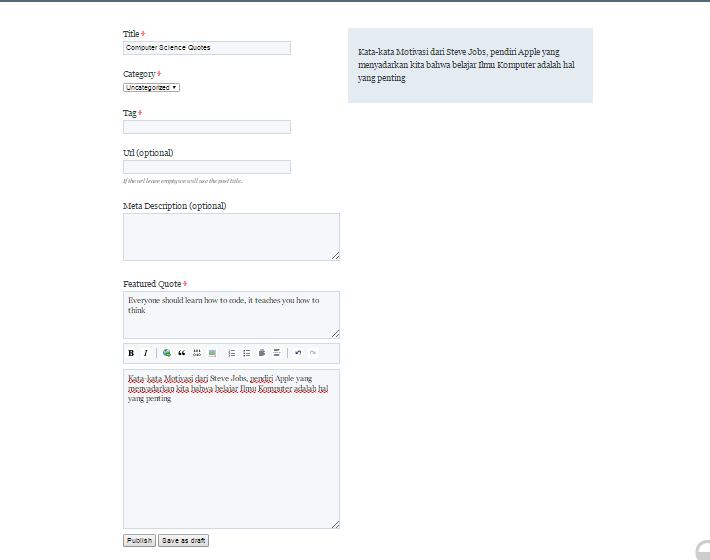 Title *
Computer Science Quotes
Category *
Uncategorized
Tag *
Url (optional)
If the url leave empty we will use the post title.
Meta Description (optional)
Featured Quote *
Everyone should learn how to code, it teaches you how to
think
B I
Kata-kata Motivasi dari Steve Jobs, pendiri Apple yang
menyadarkan kita bahwa belajar Ilmu Komputer adalah hal
yang penting
Publish Save as draft
Kata-kata Motivasi dari Steve Jobs, pendiri Apple yang
menyadarkan kita bahwa belajar Ilmu Komputer adalah hal
yang penting